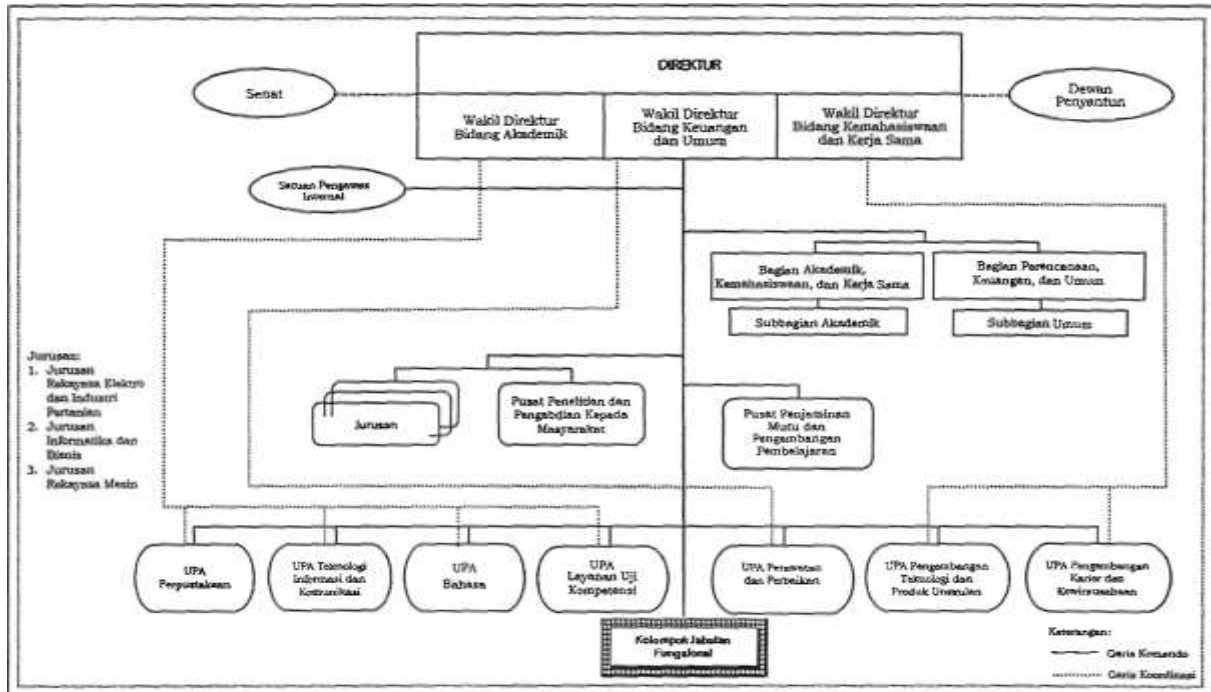 DIREKTUR
Senat
Dewan
Penyantun
Wakil Direktur
Bidang Akademik
Wakil Direktur
Bidang Keuangan
dan Umum
Wakil Direktur
Bidang Kemahasiswaan
dan Kerja Sama
Satuan Pengawas
Internal
Bagian Akademik,
Kemahasiswaan, dan Kerja Sama
Bagian Perencanaan,
Keuangan, dan Umum
Subbagian Akademik
Subbagian Umum
Jurusan:
1. Jurusan
Rekayasa Elektro
dan Industri
Pertanian
2. Jurusan
Informatika dan
Bisnis
3. Jurusan
Rekayasa Mesin
Jurusan
Pusat Penelitian dan
Pengabdian Kepada
Masyarakat
Pusat Penjaminan
Mutu dan
Pengembangan
Pembelajaran
UPA
Perpustakaan
UPA Teknologi
Informasi dan
Komunikasi
UPA
Bahasa
UPA
Layanan Uji
Kompetensi
UPA Perawatan
dan Perbaikan
UPA Pengembangan
Teknologi dan
Produk Unggulan
UPA Pengembangan
Karier dan
Kewirausahaan
Kelompok Jabatan
Fungsional
Keterangan:
Garis Komando
Garis Koordinasi